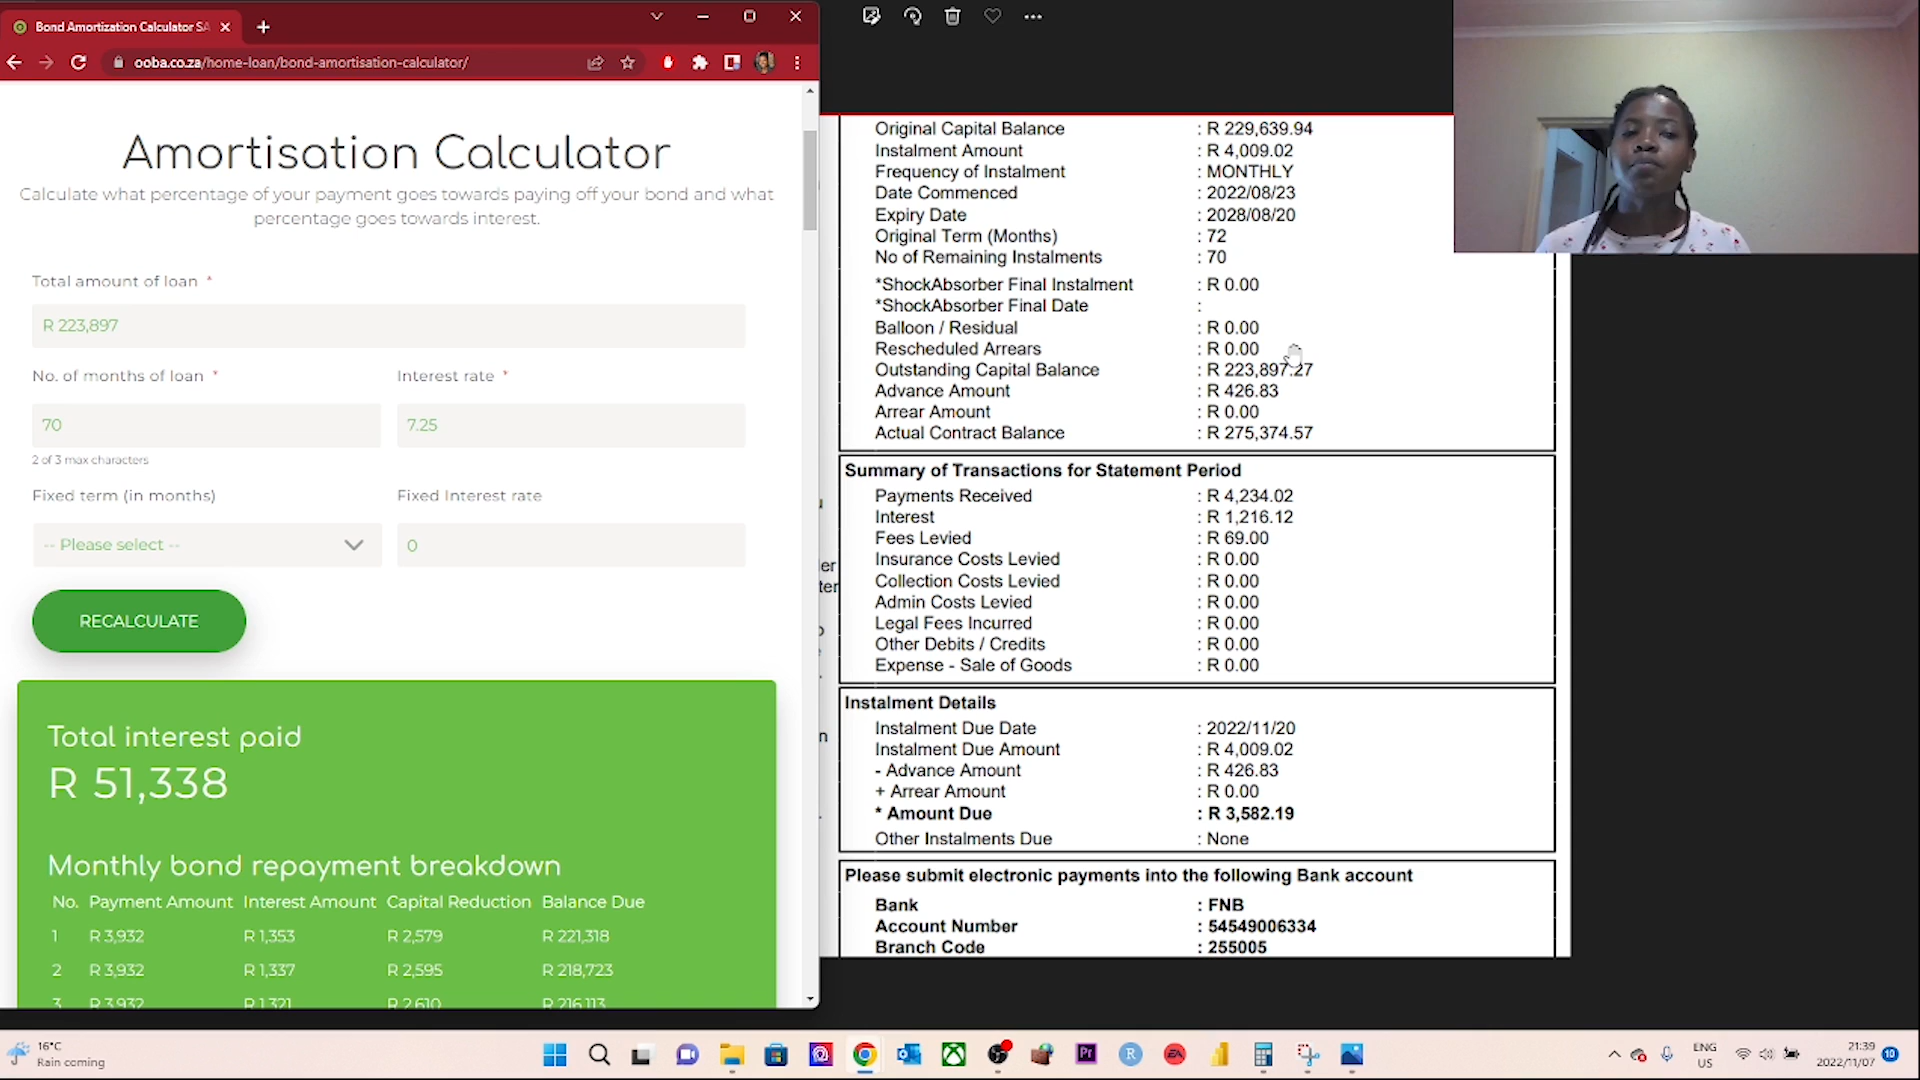 Bond Amortization Calculator SA
ooba.co.za/home-loan/bond-amortisation-calculator/
Amortisation Calculator
Calculate what percentage of your payment goes towards paying off your bond and what
percentage goes towards interest.
Total amount of loan *
R 223,897
No. of months of loan * Interest rate *
70 7.25
2 of 3 max characters
Fixed term (in months) Fixed Interest rate
-- Please select -- 0
RECALCULATE
Total interest paid
R 51,338
Monthly bond repayment breakdown
No. Payment Amount Interest Amount Capital Reduction Balance Due
1 R 3,932 R 1,353 R 2,579 R 221,318
2 R 3,932 R 1,337 R 2,595 R 218,723
3 R 3,932 R 1,321 R 2,610 R 216,113
Original Capital Balance : R 229,639.94
Instalment Amount : R 4,009.02
Frequency of Instalment : MONTHLY
Date Commenced : 2022/08/23
Expiry Date : 2028/08/20
Original Term (Months) : 72
No of Remaining Instalments : 70
*ShockAbsorber Final Instalment : R 0.00
*ShockAbsorber Final Date :
Balloon / Residual : R 0.00
Rescheduled Arrears : R 0.00
Outstanding Capital Balance : R 223,897.27
Advance Amount : R 426.83
Arrear Amount : R 0.00
Actual Contract Balance : R 275,374.57
Summary of Transactions for Statement Period
Payments Received : R 4,234.02
Interest : R 1,216.12
Fees Levied : R 69.00
Insurance Costs Levied : R 0.00
Collection Costs Levied : R 0.00
Admin Costs Levied : R 0.00
Legal Fees Incurred : R 0.00
Other Debits / Credits : R 0.00
Expense - Sale of Goods : R 0.00
Instalment Details
Instalment Due Date : 2022/11/20
Instalment Due Amount : R 4,009.02
- Advance Amount : R 426.83
+ Arrear Amount : R 0.00
* Amount Due : R 3,582.19
Other Instalments Due : None
Please submit electronic payments into the following Bank account
Bank : FNB
Account Number : 54549006334
Branch Code : 255005
16°C
Rain coming
Pr
R
EA
ENG
US
21:39
2022/11/07
10